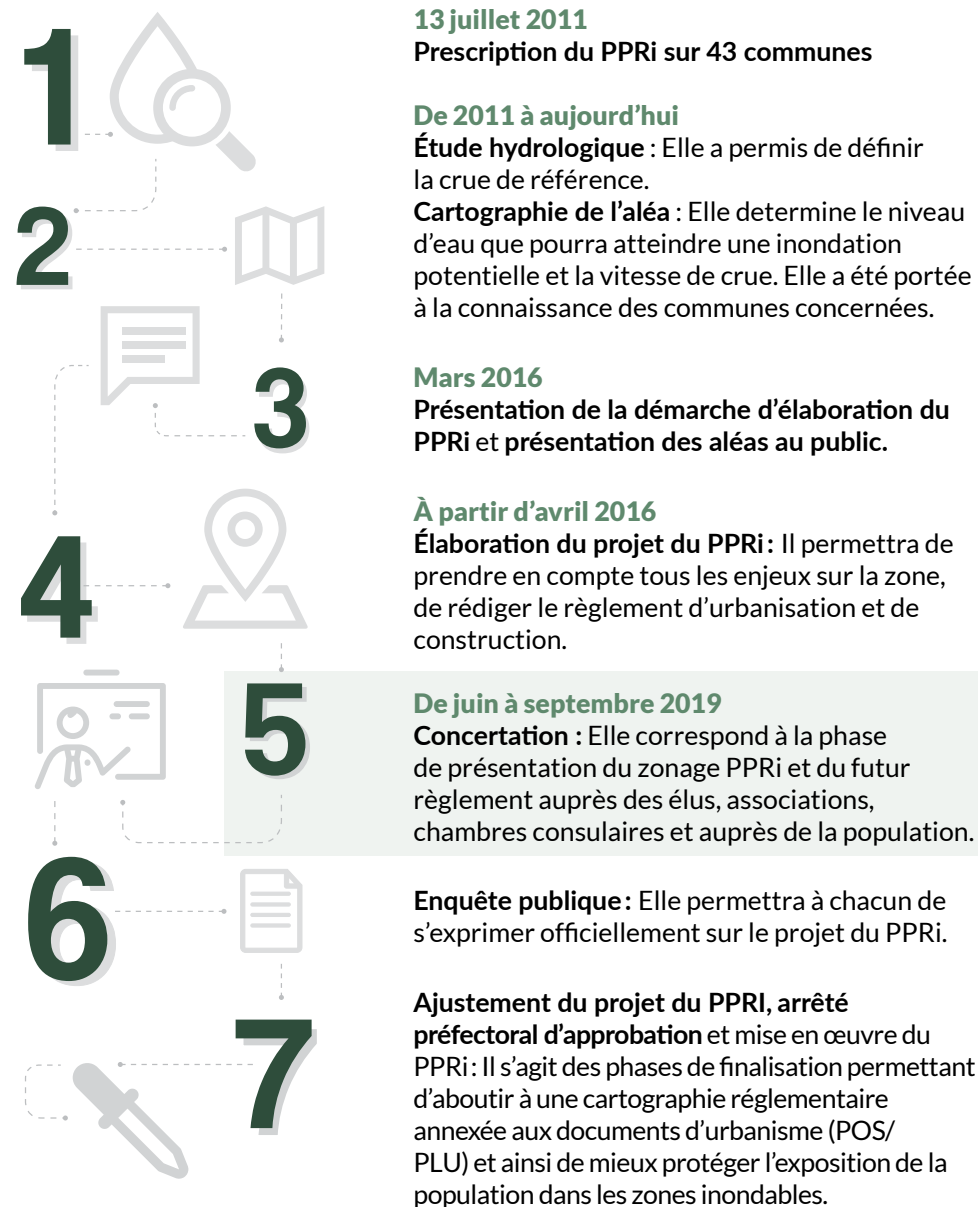 1
13 juillet 2011
Prescription du PPRi sur 43 communes
2
De 2011 à aujourd’hui
Étude hydrologique : Elle a permis de définir
la crue de référence.
Cartographie de l’aléa : Elle determine le niveau
d’eau que pourra atteindre une inondation
potentielle et la vitesse de crue. Elle a été portée
à la connaissance des communes concernées.
3
Mars 2016
Présentation de la démarche d’élaboration du
PPRi et présentation des aléas au public.
4
À partir d’avril 2016
Élaboration du projet du PPRi : Il permettra de
prendre en compte tous les enjeux sur la zone,
de rédiger le règlement d’urbanisation et de
construction.
5
De juin à septembre 2019
Concertation : Elle correspond à la phase
de présentation du zonage PPRi et du futur
règlement auprès des élus, associations,
chambres consulaires et auprès de la population.
6
Enquête publique : Elle permettra à chacun de
s’exprimer officiellement sur le projet du PPRi.
7
Ajustement du projet du PPRI, arrêté
préfectoral d’approbation et mise en œuvre du
PPRi : Il s’agit des phases de finalisation permettant
d’aboutir à une cartographie réglementaire
annexée aux documents d’urbanisme (POS/
PLU) et ainsi de mieux protéger l’exposition de la
population dans les zones inondables.